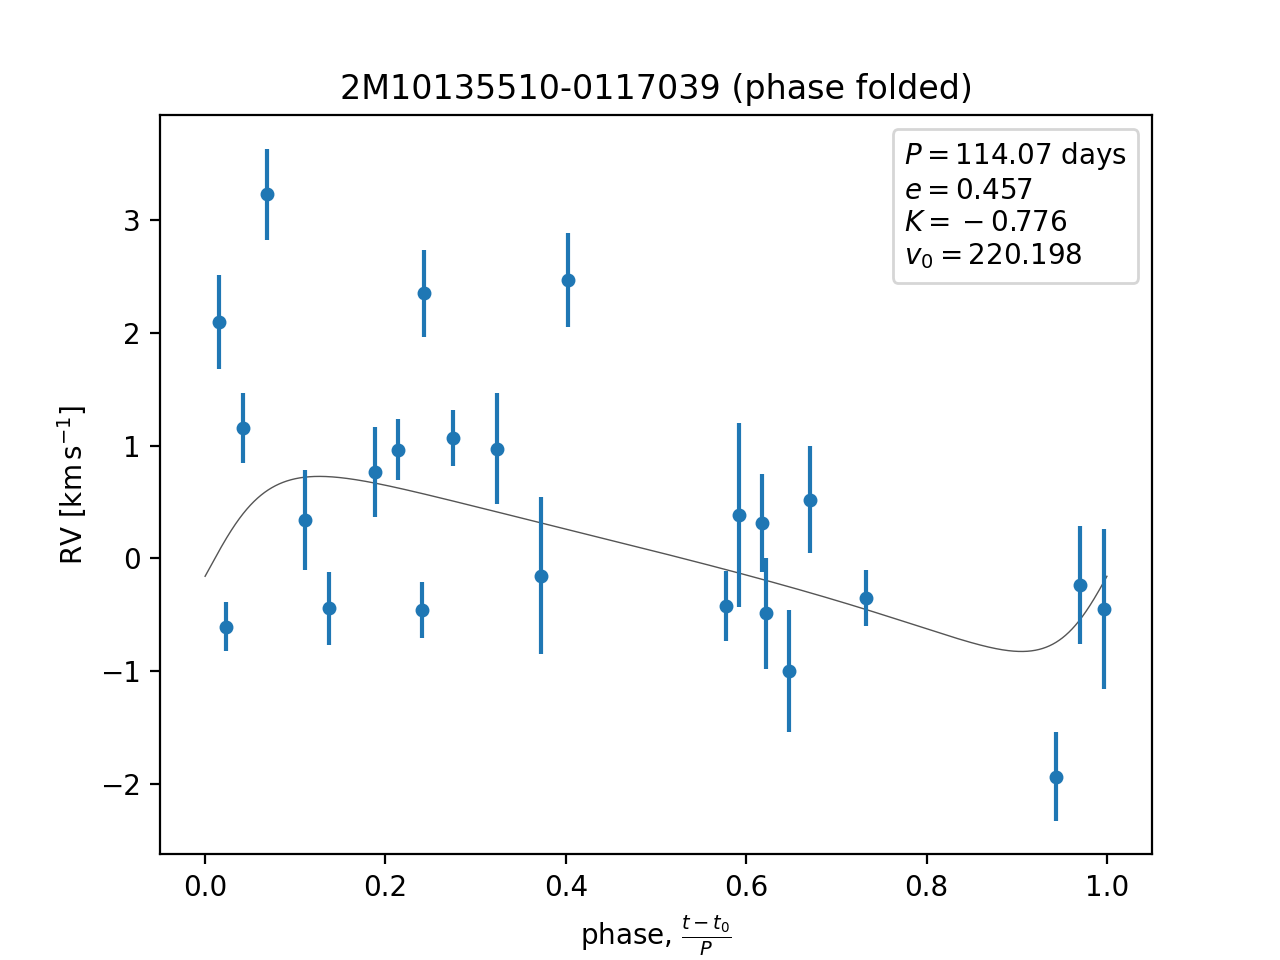 2M10135510-0117039 (phase folded)
P = 114.07 days
e = 0.457
K = −0.776
v₀ = 220.198
RV [km s⁻¹]
3
2
1
0
−1
−2
0.0 0.2 0.4 0.6 0.8 1.0
phase, (t − t₀)/P